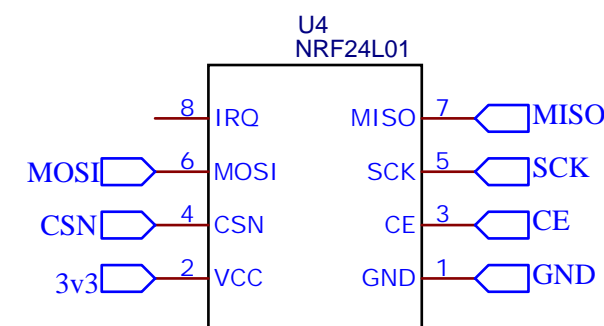 U4
NRF24L01
8 IRQ MISO 7 MISO
MOSI 6 MOSI SCK 5 SCK
CSN 4 CSN CE 3 CE
3v3 2 VCC GND 1 GND